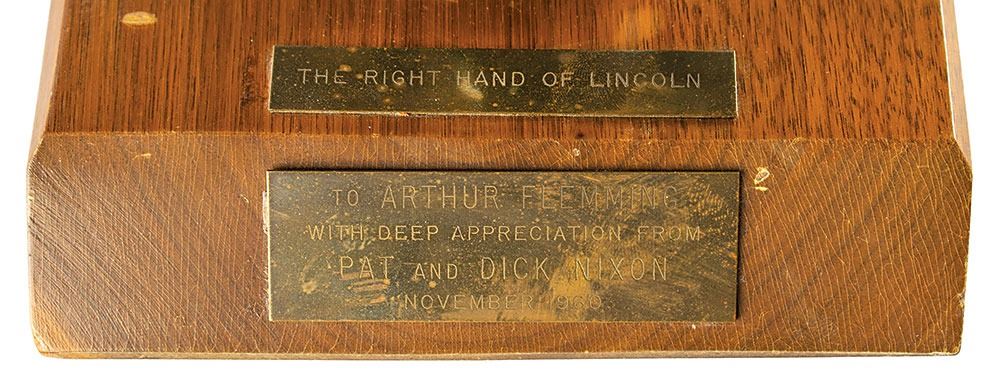 THE RIGHT HAND OF LINCOLN
TO ARTHUR FLEMMING
WITH DEEP APPRECIATION FROM
PAT AND DICK NIXON
NOVEMBER 1960